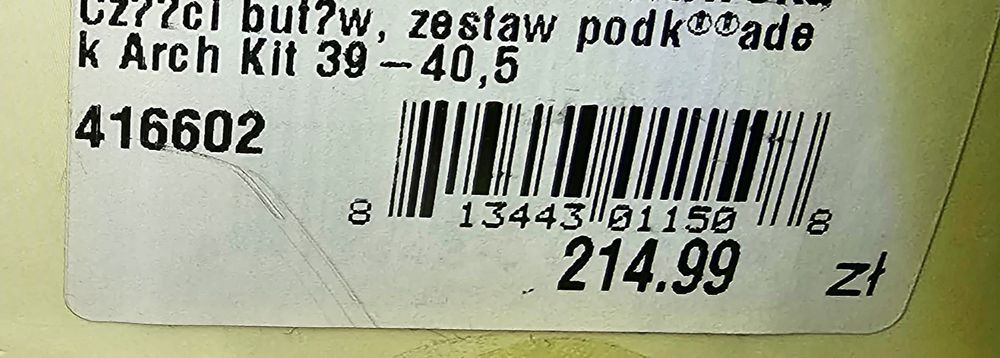 Cz??ci but?w, zestaw podk®®ade
k Arch Kit 39 – 40,5
416602
8 13443 01150 8
214.99 zł